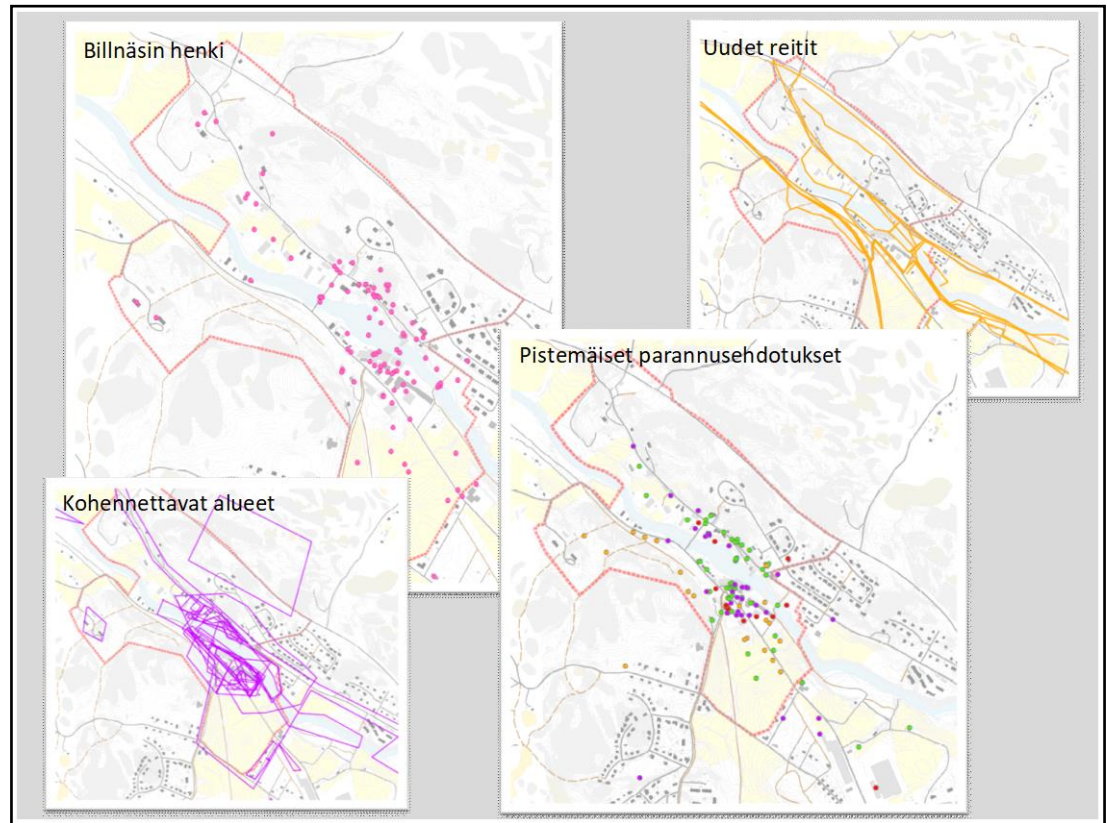 Billnäsin henki
Uudet reitit
Pistemäiset parannusehdotukset
Kohennettavat alueet